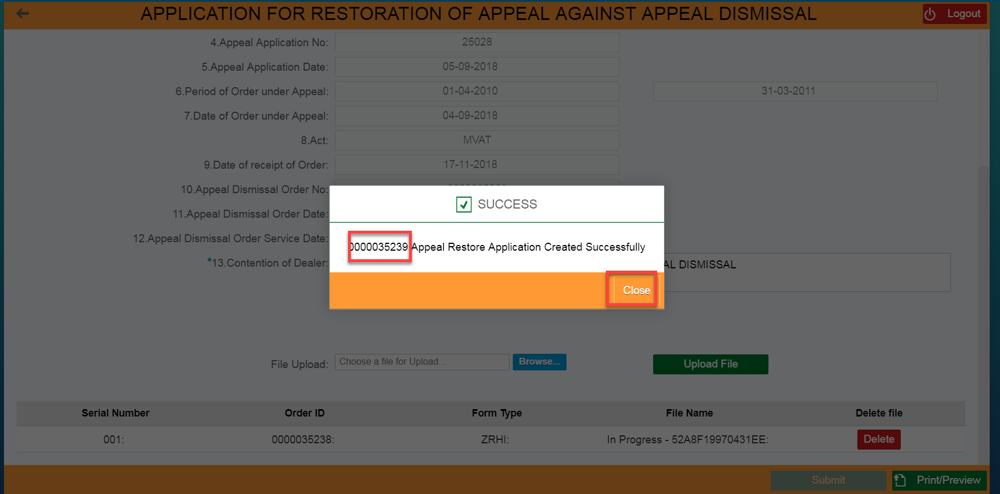 APPLICATION FOR RESTORATION OF APPEAL AGAINST APPEAL DISMISSAL
Logout
4.Appeal Application No: 25028
5.Appeal Application Date: 05-09-2018
6.Period of Order under Appeal: 01-04-2010 31-03-2011
7.Date of Order under Appeal: 04-09-2018
8.Act: MVAT
9.Date of receipt of Order: 17-11-2018
10.Appeal Dismissal Order No:
11.Appeal Dismissal Order Date:
12.Appeal Dismissal Order Service Date:
*13.Contention of Dealer: AL DISMISSAL
SUCCESS
0000035239 Appeal Restore Application Created Successfully
Close
File Upload: Choose a file for Upload... Browse... Upload File
Serial Number Order ID Form Type File Name Delete file
001: 0000035238: ZRHI: In Progress - 52A8F19970431EE: Delete
Submit Print/Preview